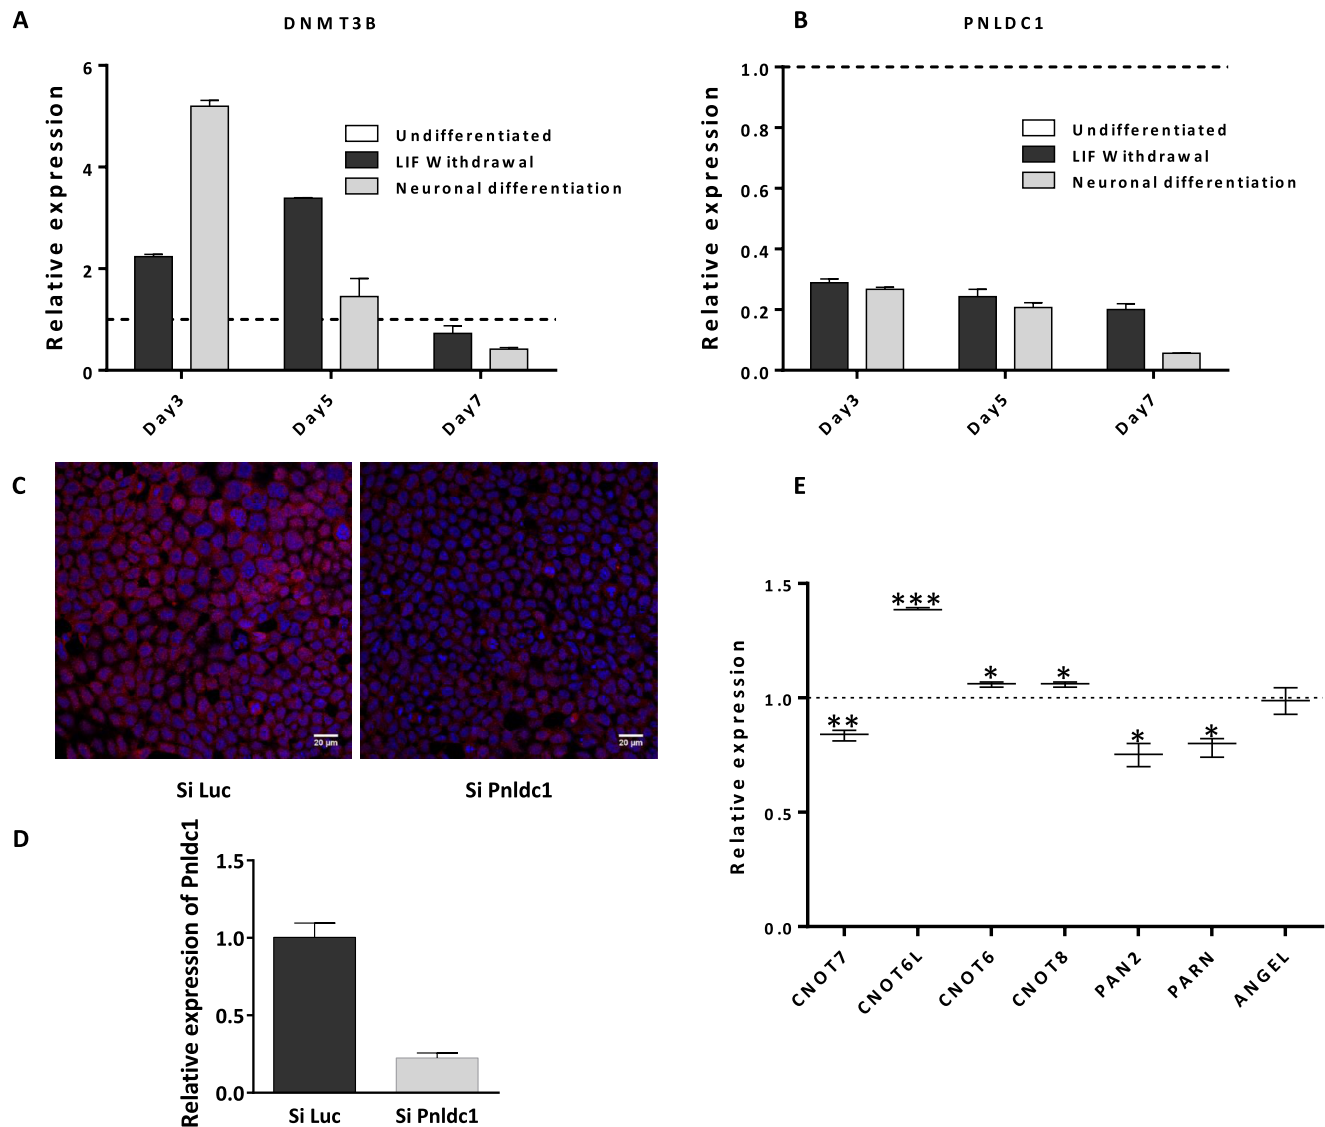 A
DNMT3B
Relative expression
6
4
2
0
Undifferentiated
LIF Withdrawal
Neuronal differentiation
Day3
Day5
Day7
B
PNLDC1
Relative expression
1.0
0.8
0.6
0.4
0.2
0.0
Undifferentiated
LIF Withdrawal
Neuronal differentiation
Day3
Day5
Day7
C
20 µm
20 µm
Si Luc
Si Pnldc1
D
Relative expression of Pnldc1
1.5
1.0
0.5
0.0
Si Luc
Si Pnldc1
E
Relative expression
1.5
1.0
0.5
0.0
**
***
*
*
*
*
CNOT7
CNOT6L
CNOT6
CNOT8
PAN2
PARN
ANGEL